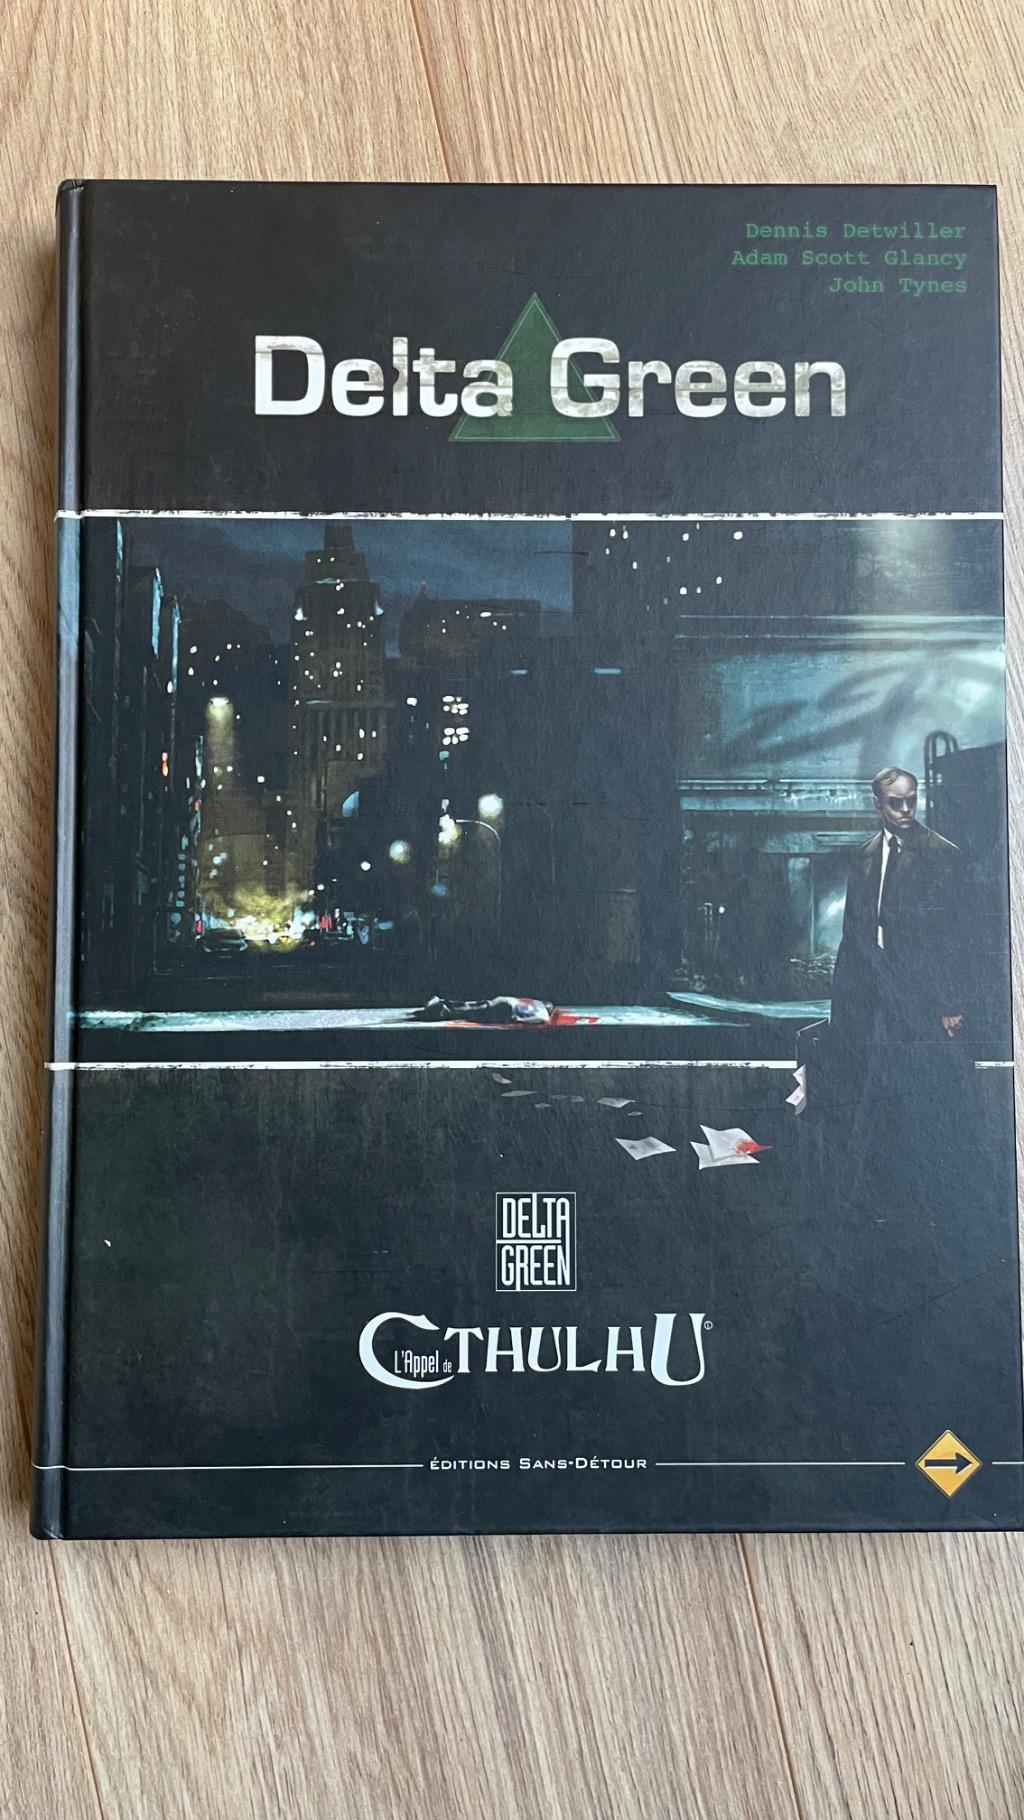 Dennis Detwiller
Adam Scott Glancy
John Tynes
Delta Green
DELTA
GREEN
L'Appel de CTHULHU©
ÉDITIONS SANS-DÉTOUR